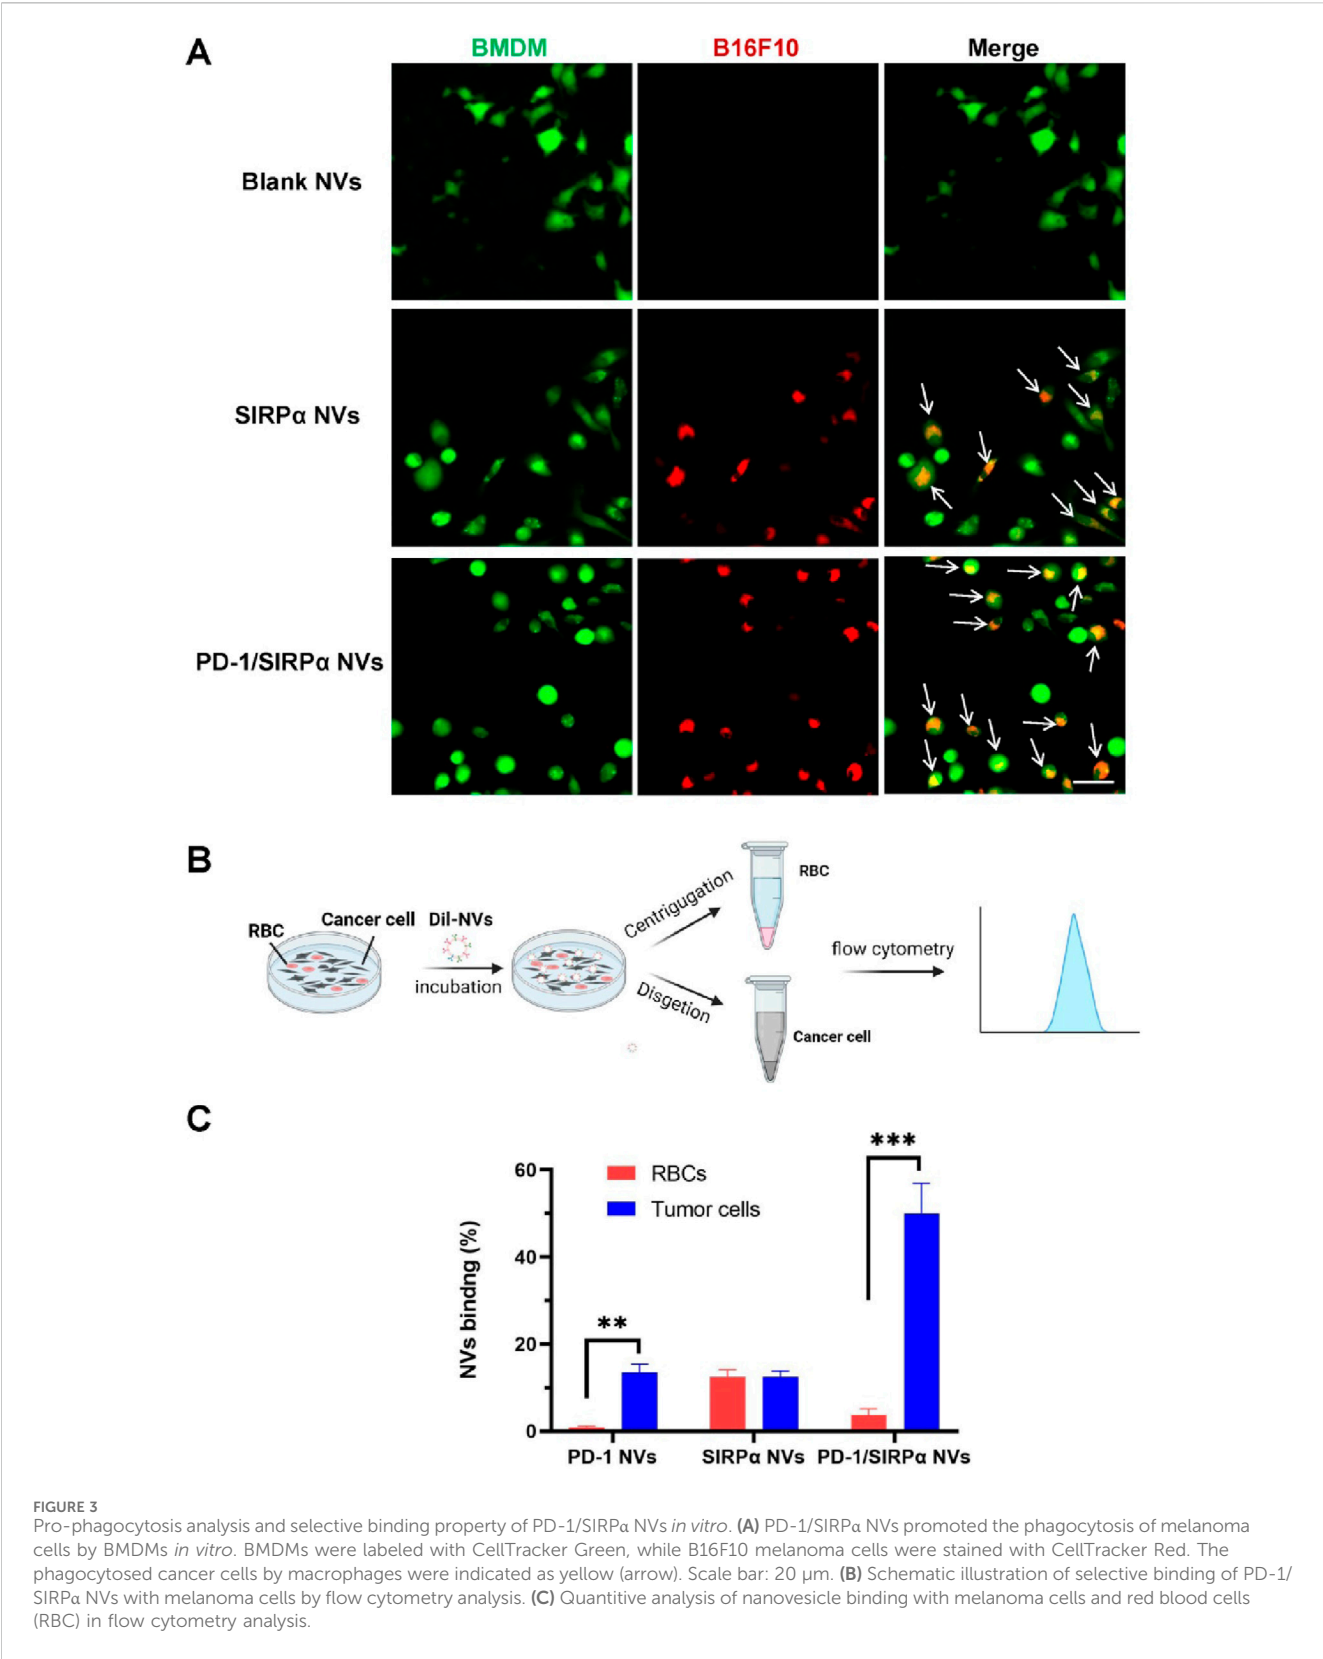 A
BMDM
B16F10
Merge
Blank NVs
SIRPα NVs
PD-1/SIRPα NVs
B
RBC
Cancer cell
Dil-NVs
incubation
Centrigugation
Disgetion
RBC
Cancer cell
flow cytometry
C
NVs bindng (%)
60
40
20
0
RBCs
Tumor cells
**
***
PD-1 NVs
SIRPα NVs
PD-1/SIRPα NVs
FIGURE 3
Pro-phagocytosis analysis and selective binding property of PD-1/SIRPα NVs in vitro. (A) PD-1/SIRPα NVs promoted the phagocytosis of melanoma
cells by BMDMs in vitro. BMDMs were labeled with CellTracker Green, while B16F10 melanoma cells were stained with CellTracker Red. The
phagocytosed cancer cells by macrophages were indicated as yellow (arrow). Scale bar: 20 μm. (B) Schematic illustration of selective binding of PD-1/
SIRPα NVs with melanoma cells by flow cytometry analysis. (C) Quantitive analysis of nanovesicle binding with melanoma cells and red blood cells
(RBC) in flow cytometry analysis.